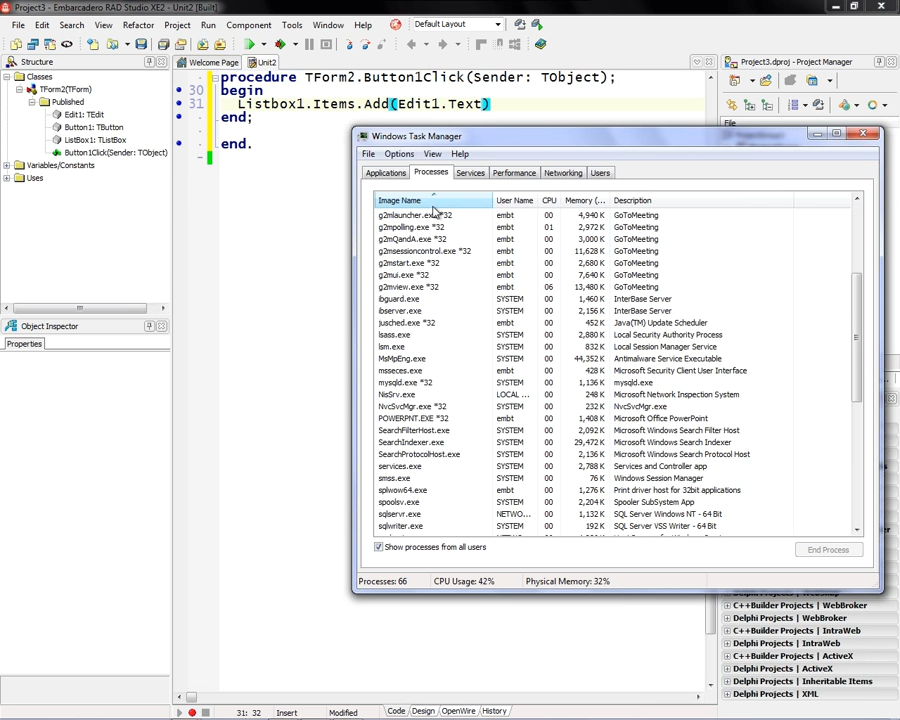 Project3 - Embarcadero RAD Studio XE2 - Unit2 [Built]
File Edit Search View Refactor Project Run Component Tools Window Help
Default Layout
Structure
Classes
TForm2(TForm)
Published
Edit1: TEdit
Button1: TButton
ListBox1: TListBox
Button1Click(Sender: TObject)
Variables/Constants
Uses
Object Inspector
Properties
Welcome Page Unit2
procedure TForm2.Button1Click(Sender: TObject);
30 begin
31 Listbox1.Items.Add(Edit1.Text)
end;
end.
Project3.dproj - Project Manager
File
Windows Task Manager
File Options View Help
Applications Processes Services Performance Networking Users
Image Name User Name CPU Memory (... Description
g2mlauncher.exe *32 embt 00 4,940 K GoToMeeting
g2mpolling.exe *32 embt 01 2,972 K GoToMeeting
g2mQandA.exe *32 embt 00 3,000 K GoToMeeting
g2msessioncontrol.exe *32 embt 00 11,628 K GoToMeeting
g2mstart.exe *32 embt 00 2,680 K GoToMeeting
g2mui.exe *32 embt 00 7,640 K GoToMeeting
g2mview.exe *32 embt 06 13,480 K GoToMeeting
ibguard.exe SYSTEM 00 1,460 K InterBase Server
ibserver.exe SYSTEM 00 2,156 K InterBase Server
jusched.exe *32 embt 00 452 K Java(TM) Update Scheduler
lsass.exe SYSTEM 00 2,880 K Local Security Authority Process
lsm.exe SYSTEM 00 832 K Local Session Manager Service
MsMpEng.exe SYSTEM 00 44,352 K Antimalware Service Executable
msseces.exe embt 00 428 K Microsoft Security Client User Interface
mysqld.exe *32 SYSTEM 00 1,136 K mysqld.exe
NisSrv.exe LOCAL ... 00 248 K Microsoft Network Inspection System
NvcSvcMgr.exe *32 SYSTEM 00 232 K NvcSvcMgr.exe
POWERPNT.EXE *32 embt 00 1,408 K Microsoft Office PowerPoint
SearchFilterHost.exe SYSTEM 00 2,092 K Microsoft Windows Search Filter Host
SearchIndexer.exe SYSTEM 00 29,472 K Microsoft Windows Search Indexer
SearchProtocolHost.exe SYSTEM 00 2,136 K Microsoft Windows Search Protocol Host
services.exe SYSTEM 00 2,788 K Services and Controller app
smss.exe SYSTEM 00 76 K Windows Session Manager
splwow64.exe embt 00 1,276 K Print driver host for 32bit applications
spoolsv.exe SYSTEM 00 2,204 K Spooler SubSystem App
sqlservr.exe NETWO... 00 1,132 K SQL Server Windows NT - 64 Bit
sqlwriter.exe SYSTEM 00 192 K SQL Server VSS Writer - 64 Bit
Show processes from all users
End Process
Processes: 66 CPU Usage: 42% Physical Memory: 32%
C++Builder Projects | WebBroker
Delphi Projects | WebBroker
C++Builder Projects | IntraWeb
Delphi Projects | IntraWeb
C++Builder Projects | ActiveX
Delphi Projects | ActiveX
Delphi Projects | Inheritable Items
Delphi Projects | XML
31: 32 Insert Modified Code Design OpenWire History